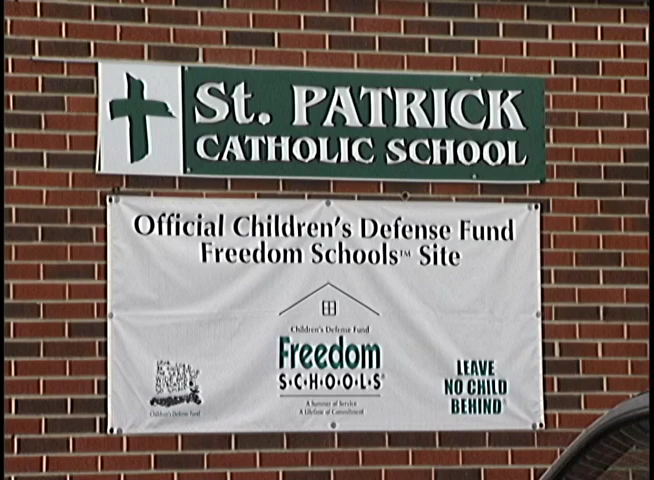 St. PATRICK
CATHOLIC SCHOOL
Official Children's Defense Fund
Freedom Schools™ Site
Children's Defense Fund
Freedom
S•C•H•O•O•L•S®
A Summer of Service
A Lifetime of Commitment
Children's Defense Fund
LEAVE
NO CHILD
BEHIND®